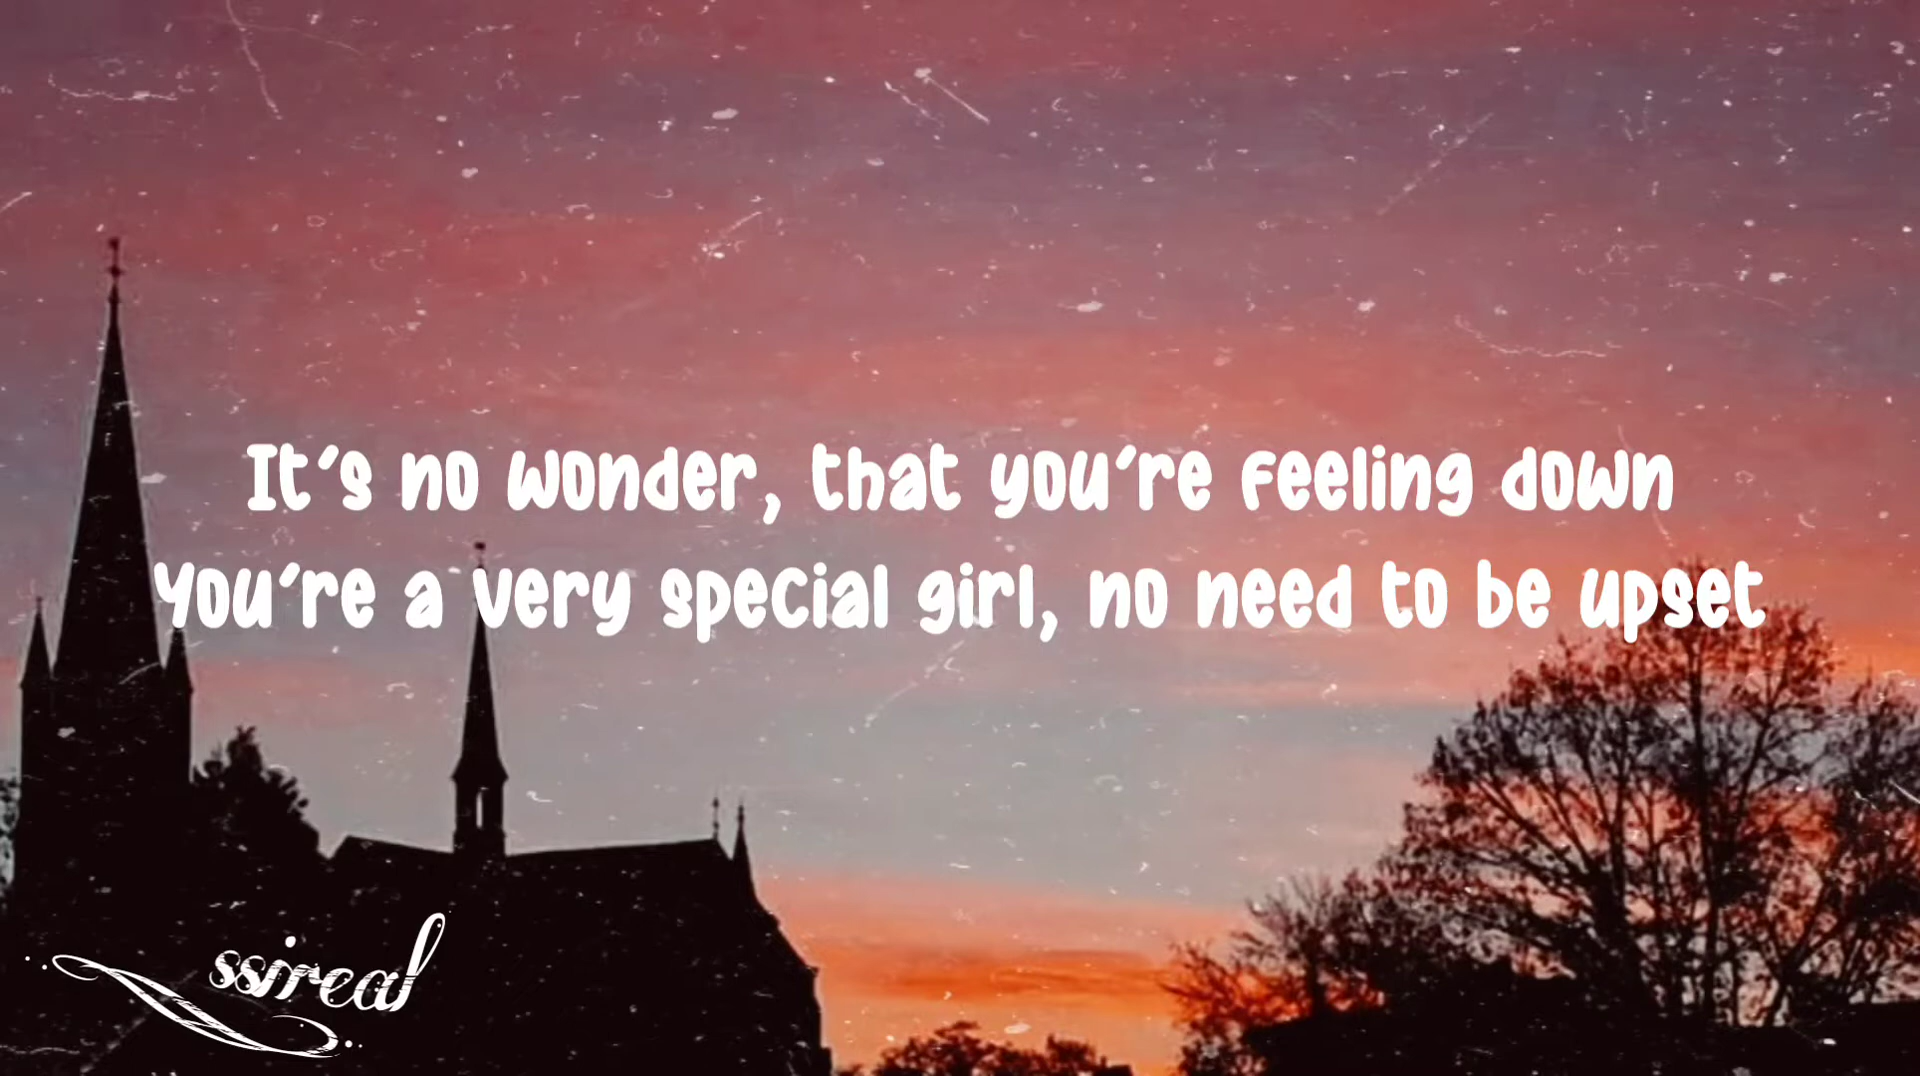 It's no wonder, that you're feeling down
You're a very special girl, no need to be upset
ssireal